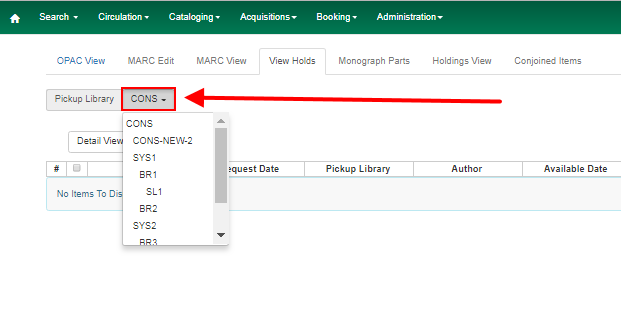 Search Circulation Cataloging Acquisitions Booking Administration
OPAC View MARC Edit MARC View View Holds Monograph Parts Holdings View Conjoined Items
Pickup Library CONS
CONS
Detail View
CONS-NEW-2
SYS1
# equest Date Pickup Library Author Available Date
BR1
SL1
No Items To Dis
BR2
SYS2
BR3